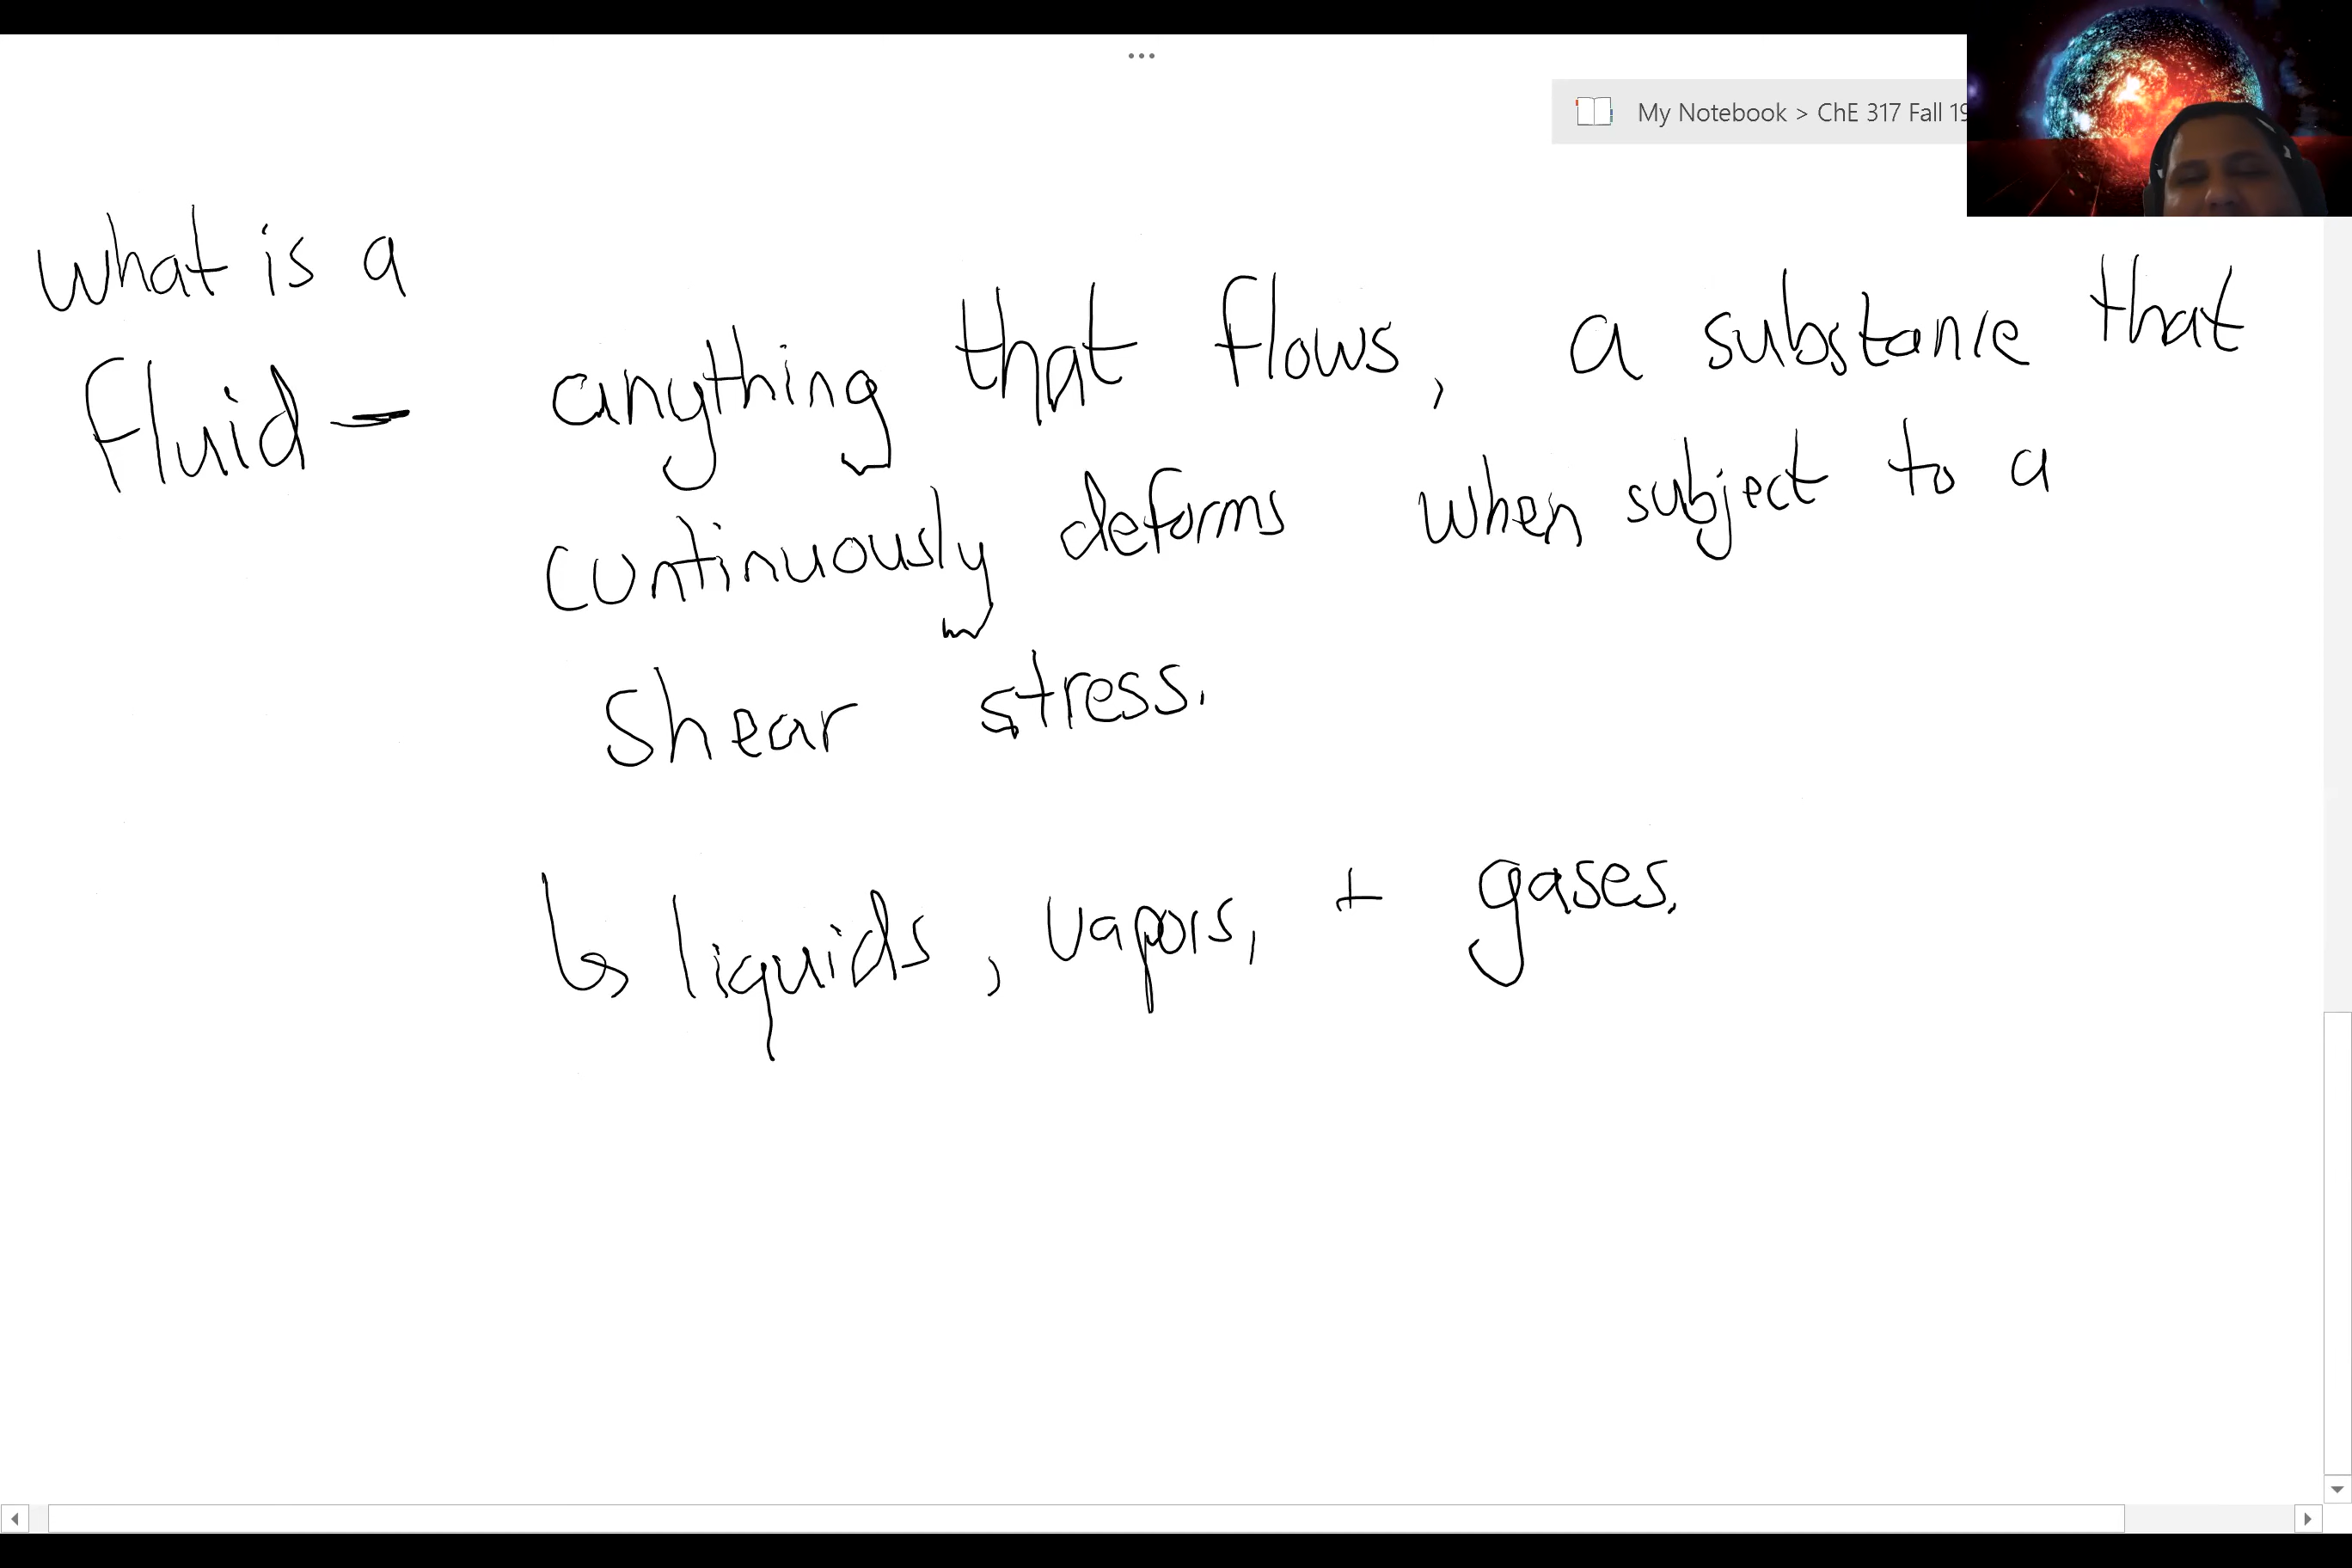 My Notebook > ChE 317 Fall 19
what is a
fluid - anything that flows, a substance that
continuously deforms when subject to a
shear stress.
↳ liquids, vapors, + gases.